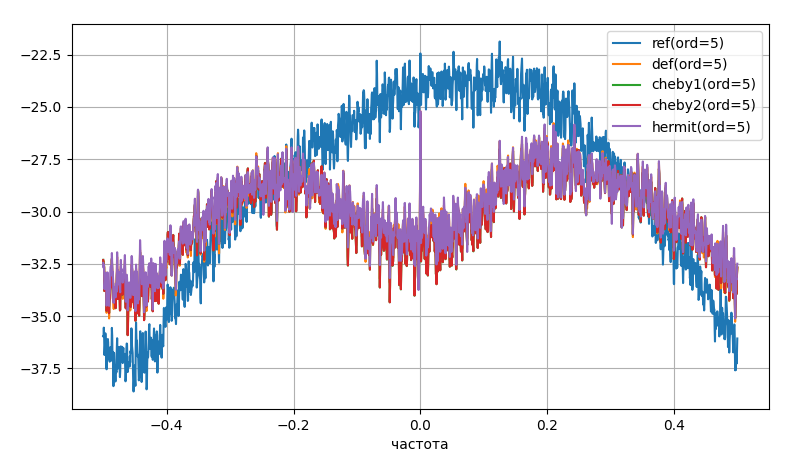 ref(ord=5)
def(ord=5)
cheby1(ord=5)
cheby2(ord=5)
hermit(ord=5)
−22.5
−25.0
−27.5
−30.0
−32.5
−35.0
−37.5
−0.4 −0.2 0.0 0.2 0.4
частота